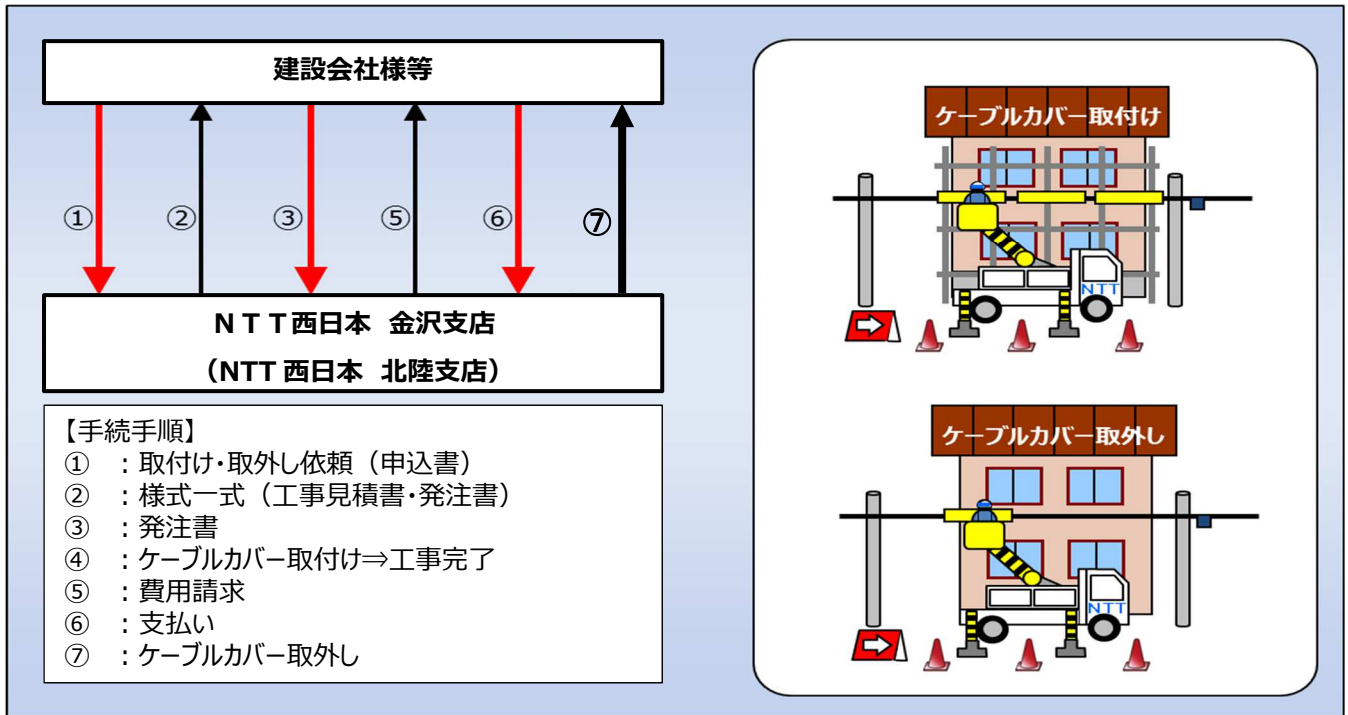 建設会社様等
①
②
③
⑤
⑥
⑦
ＮＴＴ西日本 金沢支店
（NTT西日本 北陸支店）
【手続手順】
① ：取付け・取外し依頼（申込書）
② ：様式一式（工事見積書・発注書）
③ ：発注書
④ ：ケーブルカバー取付け⇒工事完了
⑤ ：費用請求
⑥ ：支払い
⑦ ：ケーブルカバー取外し
ケーブルカバー取付け
NTT
ケーブルカバー取外し
NTT